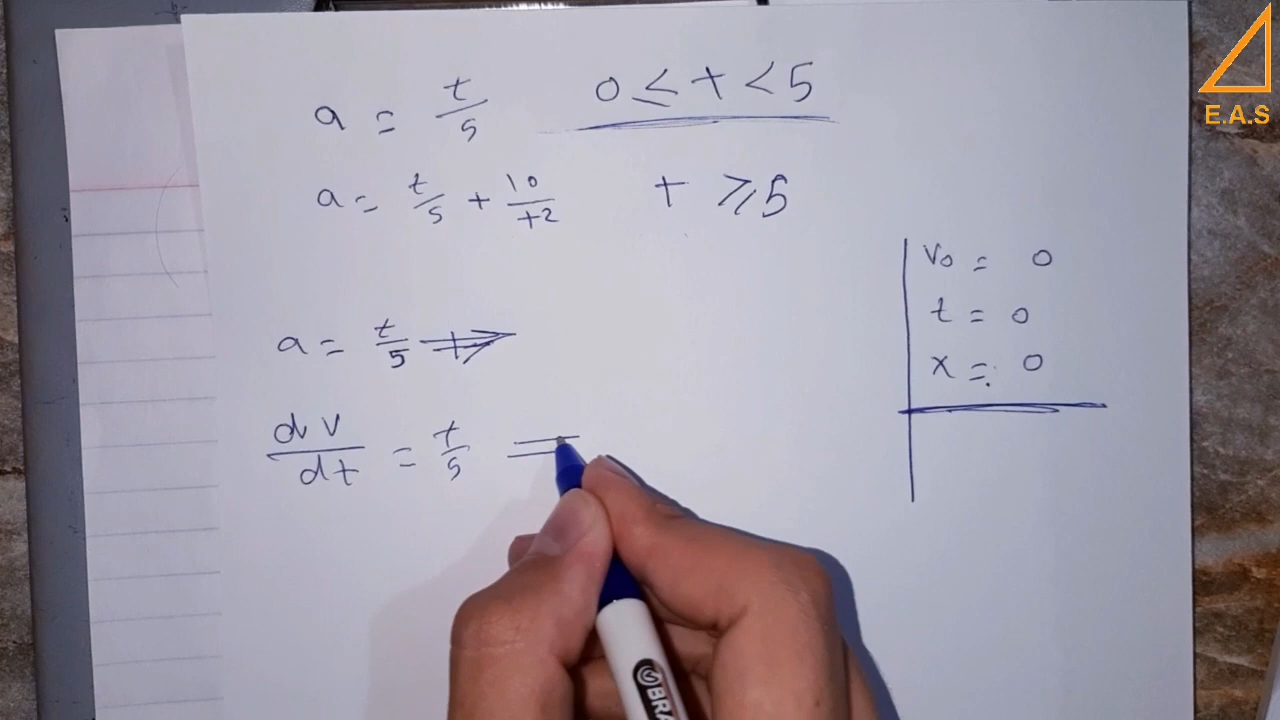 a = t/5 0 ≤ t < 5
a = t/5 + 10/t2 t ≥ 5
v0 = 0
t = 0
x = 0
a = t/5 ⇒
dv/dt = t/5 =
BRA
E.A.S